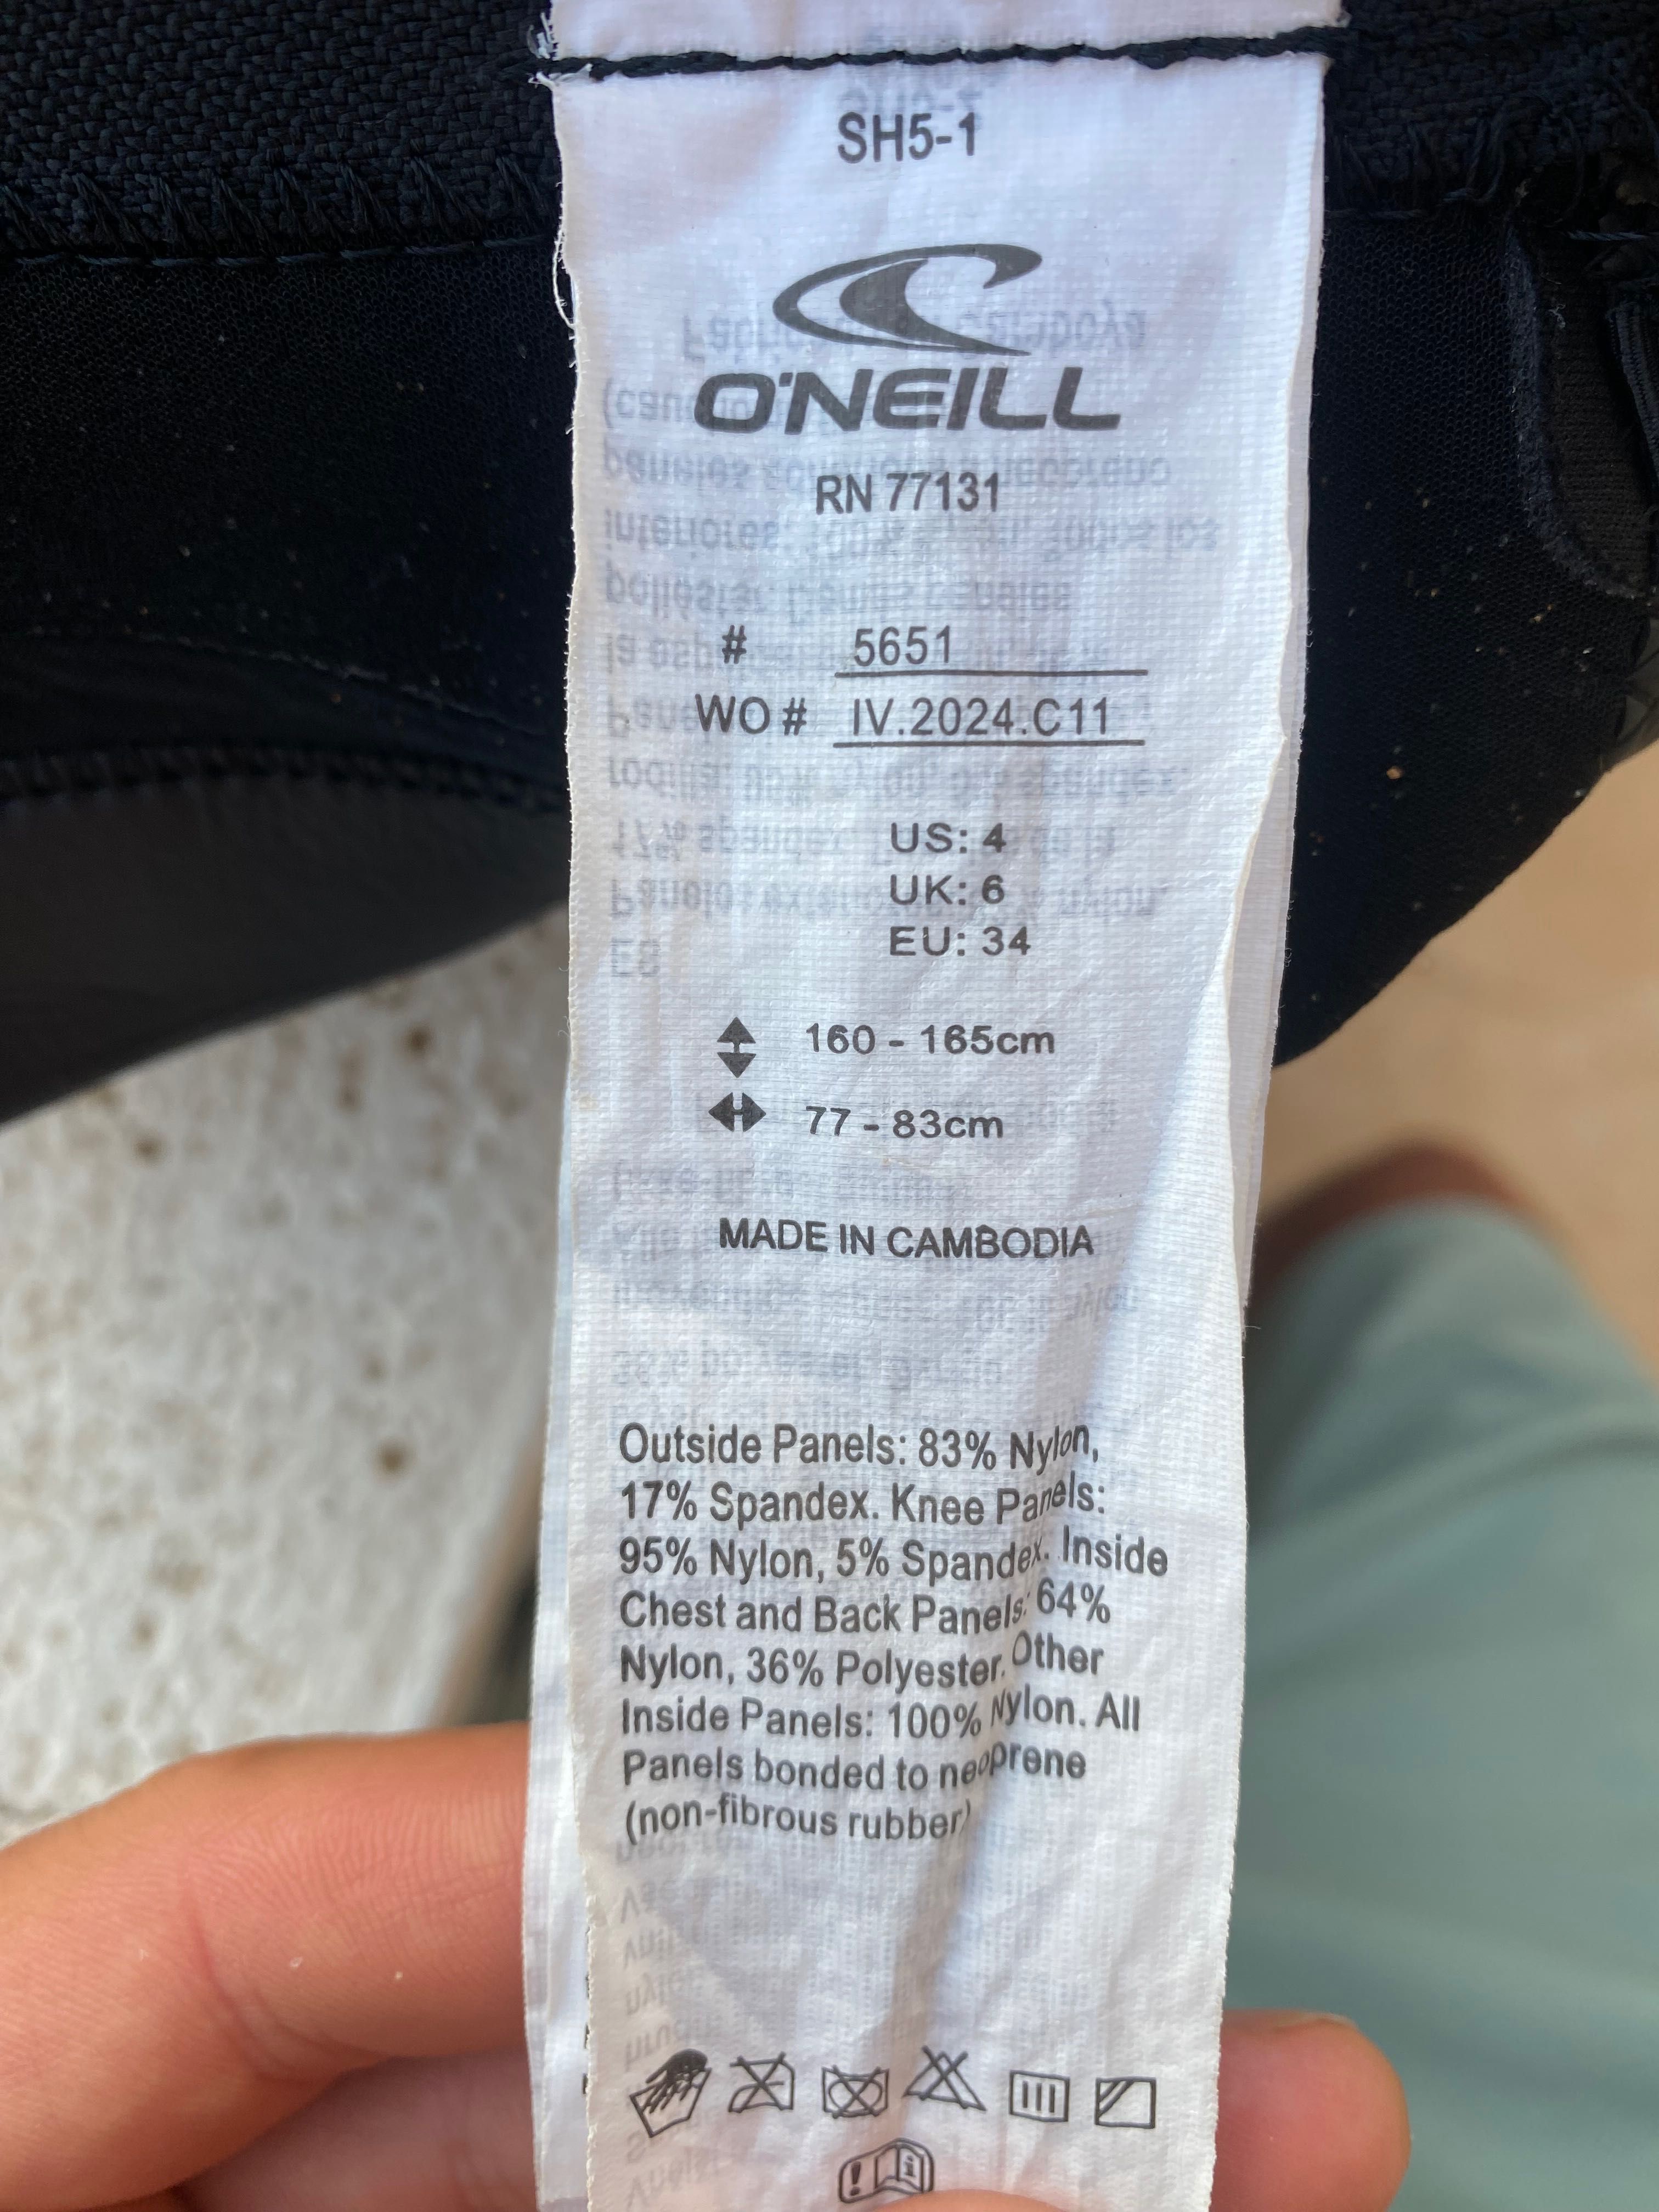 SH5-1
O'NEILL
RN 77131
# 5651
WO # IV.2024.C11
US: 4
UK: 6
EU: 34
160 - 165cm
77 - 83cm
MADE IN CAMBODIA
Outside Panels: 83% Nylon,
17% Spandex. Knee Panels:
95% Nylon, 5% Spandex. Inside
Chest and Back Panels: 64%
Nylon, 36% Polyester. Other
Inside Panels: 100% Nylon. All
Panels bonded to neoprene
(non-fibrous rubber)